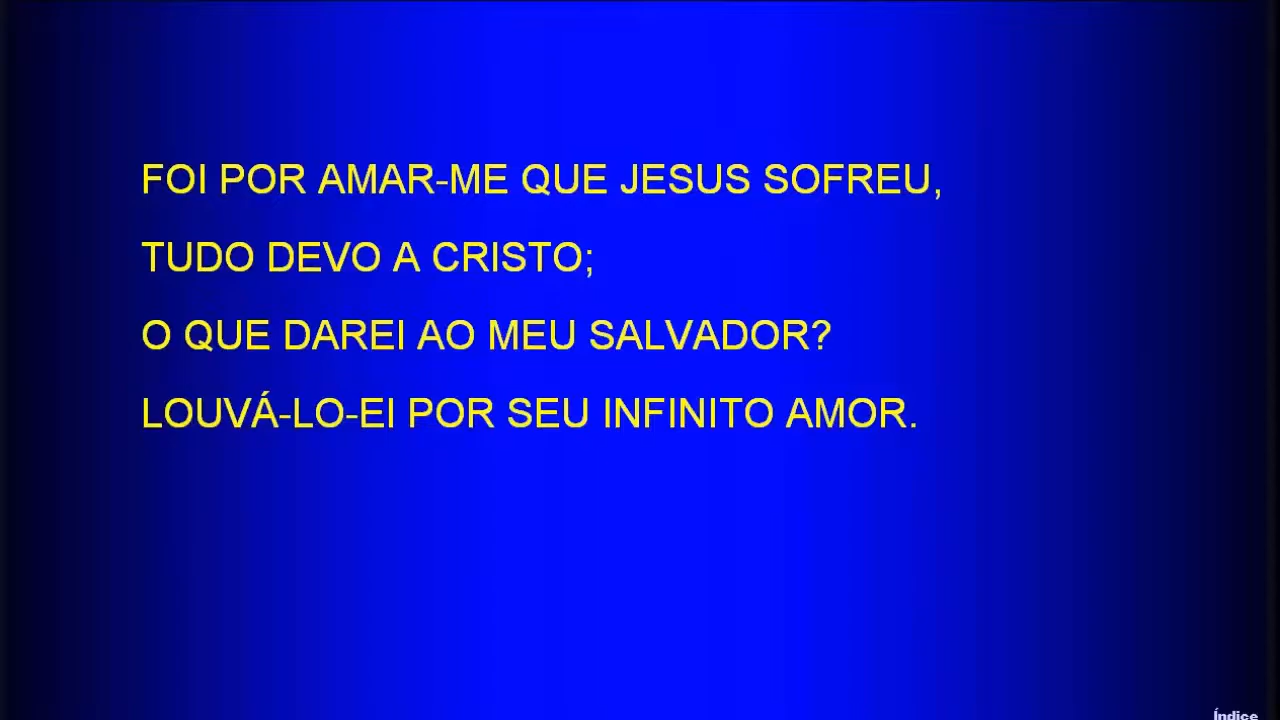 FOI POR AMAR-ME QUE JESUS SOFREU,
TUDO DEVO A CRISTO;
O QUE DAREI AO MEU SALVADOR?
LOUVÁ-LO-EI POR SEU INFINITO AMOR.
Índice